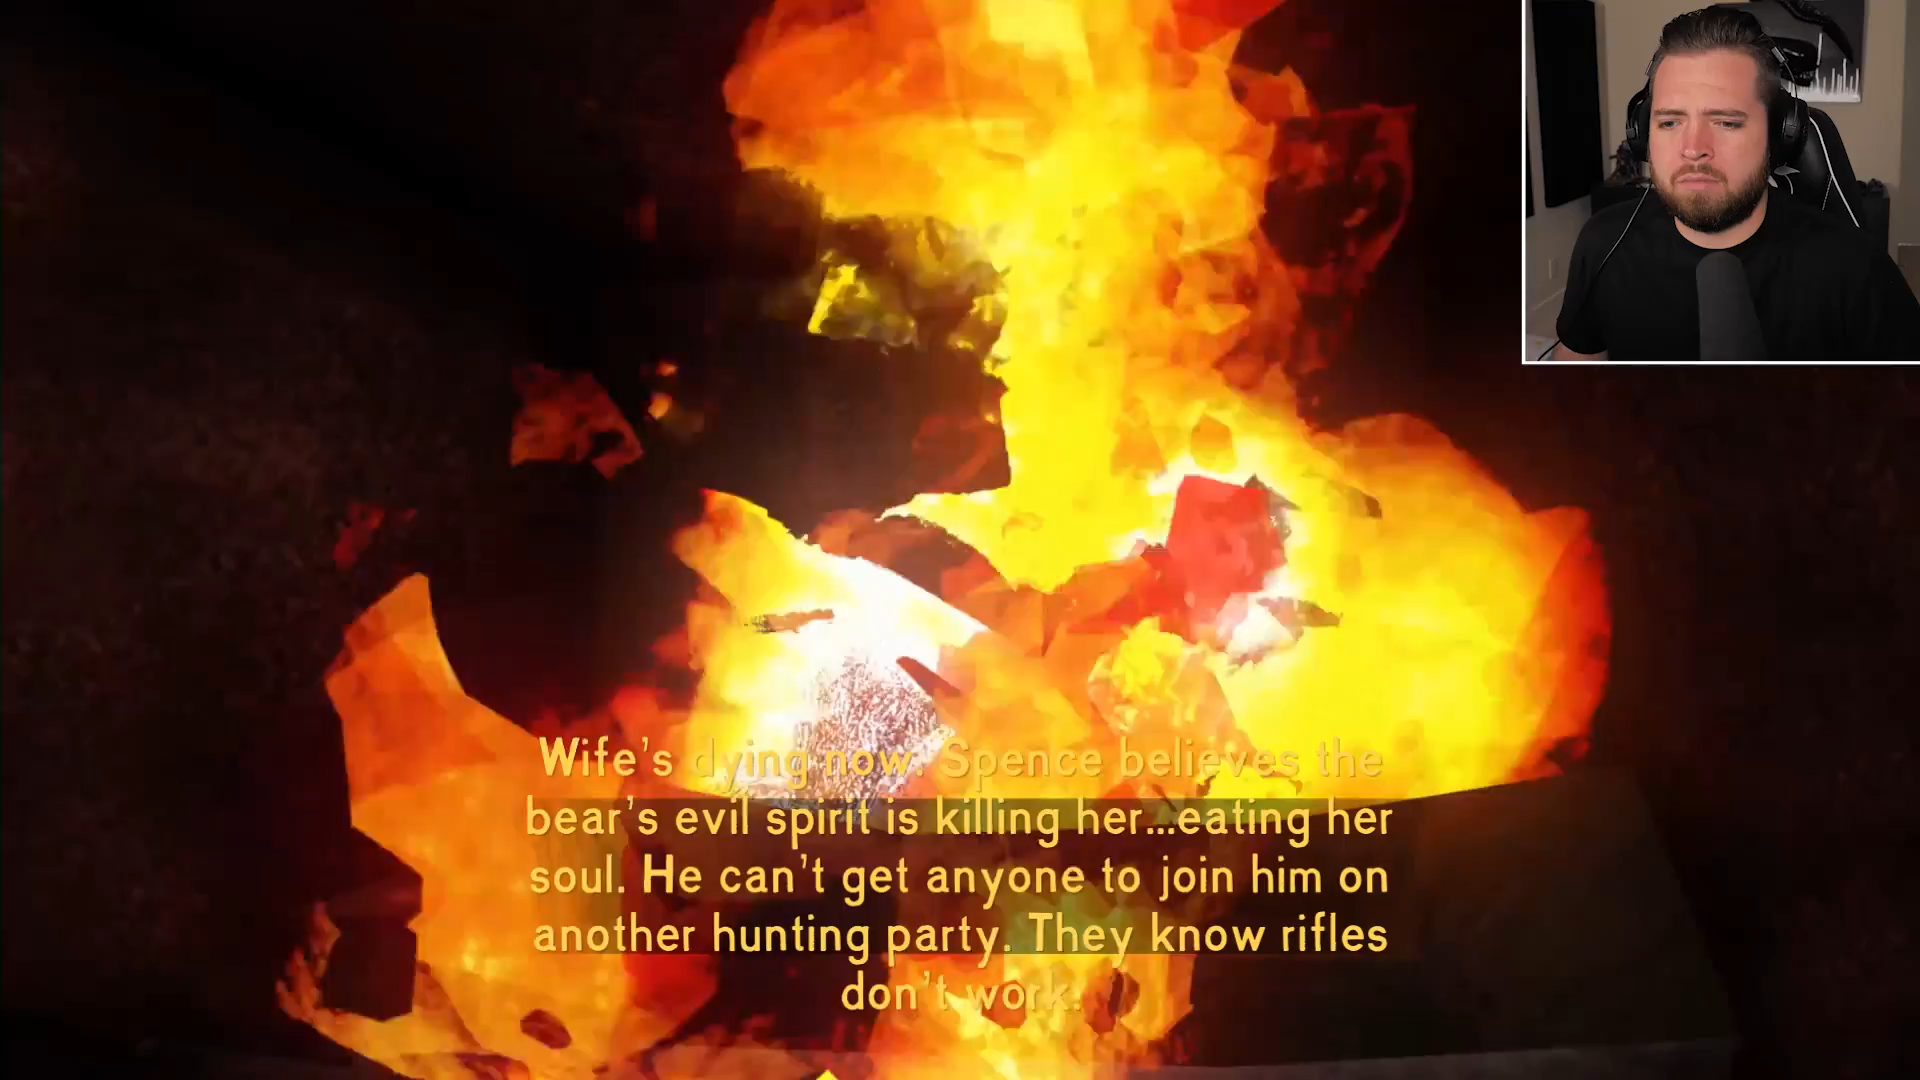 Wife's dying now. Spence believes the
bear's evil spirit is killing her...eating her
soul. He can't get anyone to join him on
another hunting party. They know rifles
don't work.